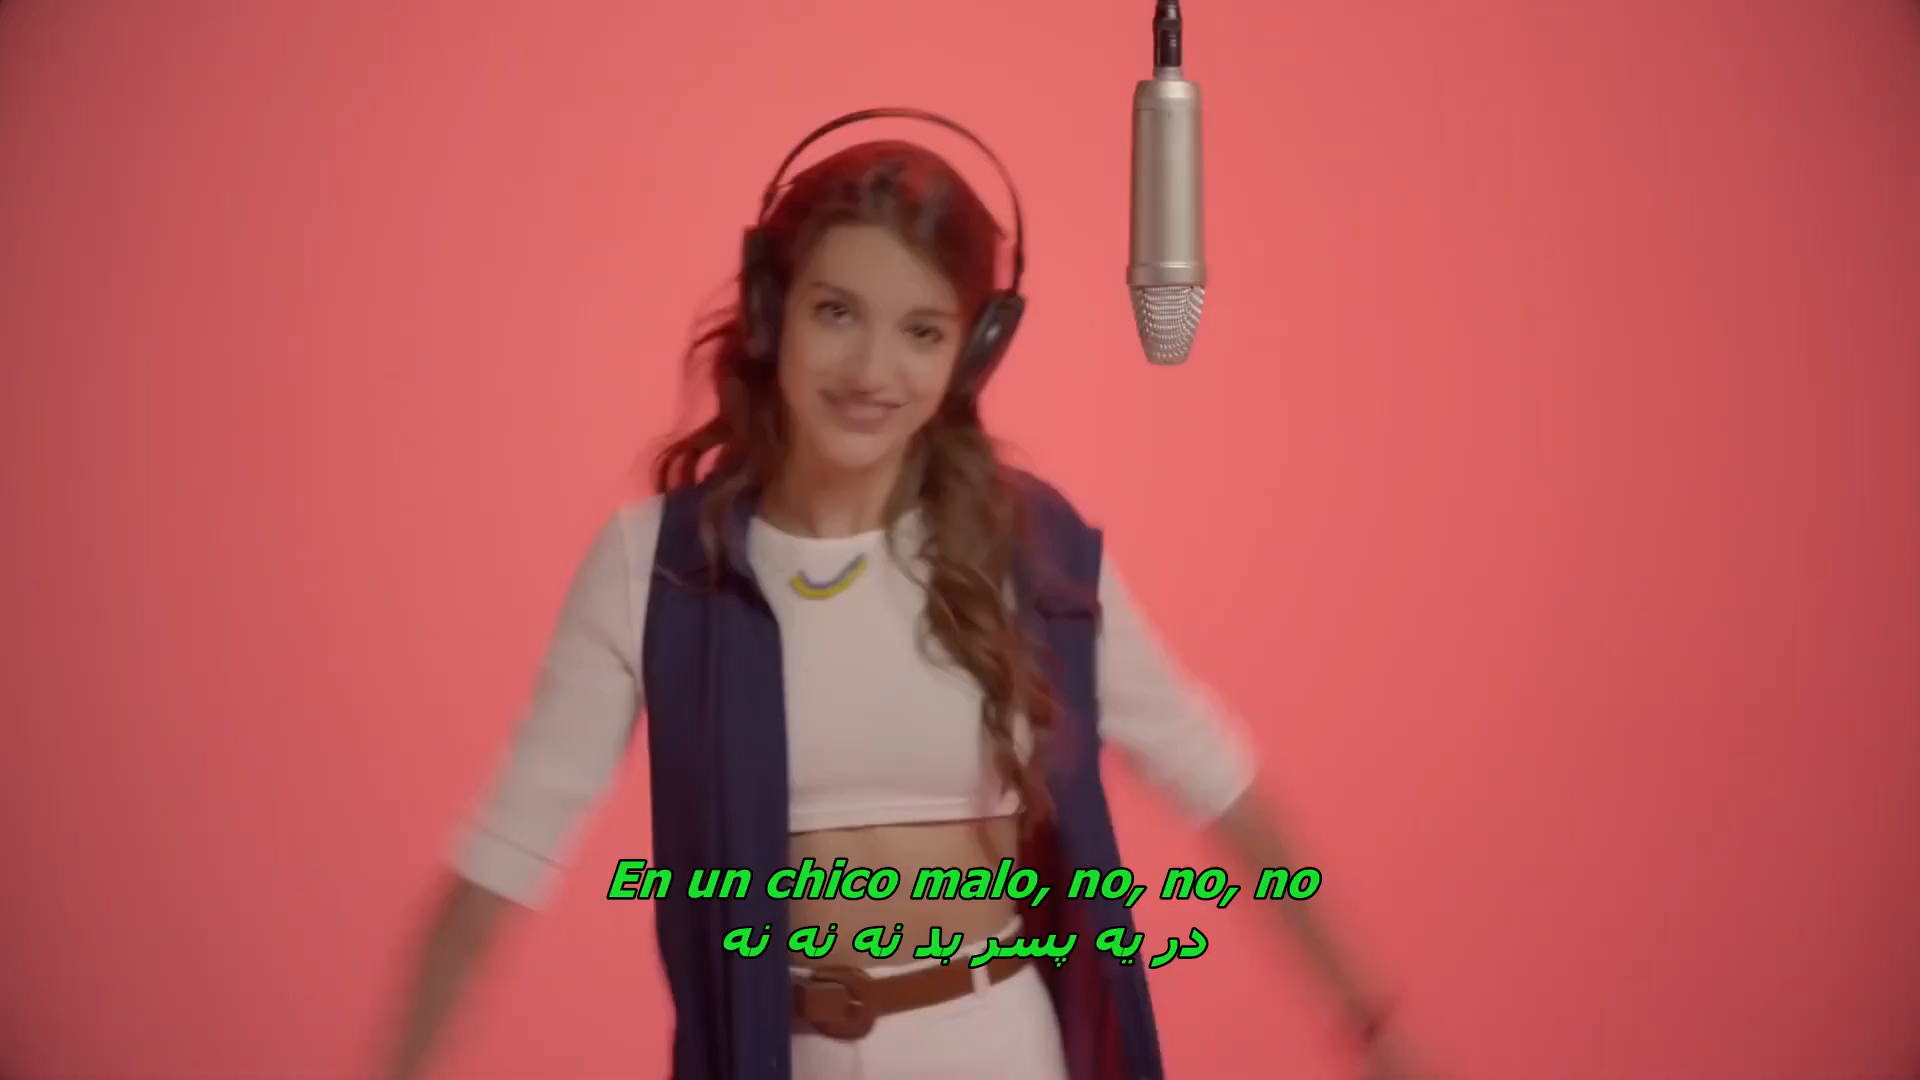 En un chico malo, no, no, no
در یه پسر بد نه نه نه